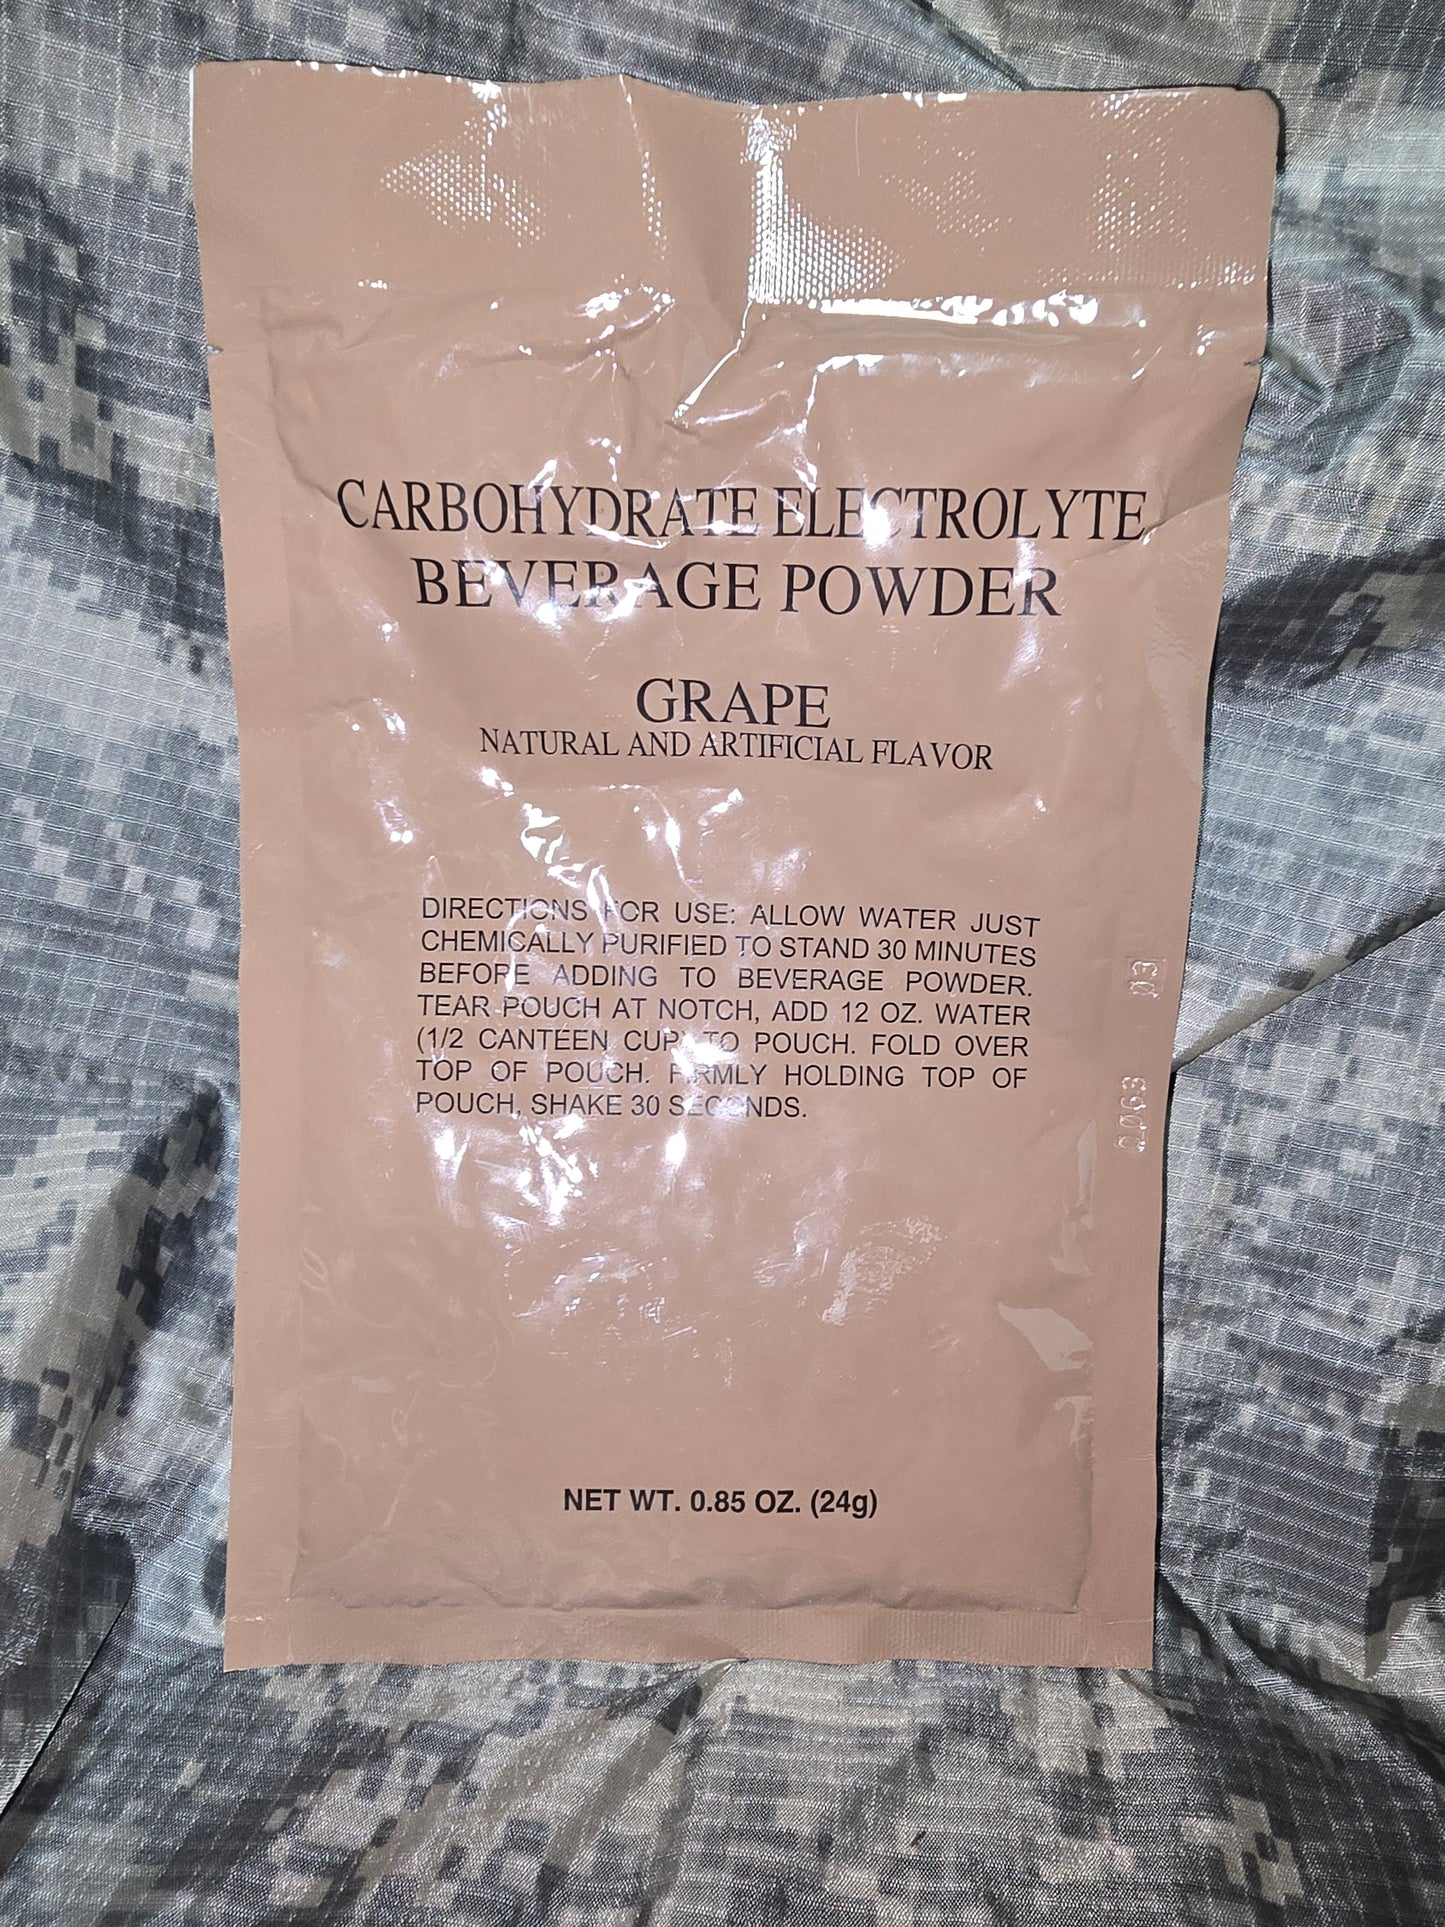 CARBOHYDRATE ELECTROLYTE
BEVERAGE POWDER
GRAPE
NATURAL AND ARTIFICIAL FLAVOR
DIRECTIONS FOR USE: ALLOW WATER JUST
CHEMICALLY PURIFIED TO STAND 30 MINUTES
BEFORE ADDING TO BEVERAGE POWDER.
TEAR POUCH AT NOTCH, ADD 12 OZ. WATER
(1/2 CANTEEN CUP) TO POUCH. FOLD OVER
TOP OF POUCH. FIRMLY HOLDING TOP OF
POUCH, SHAKE 30 SECONDS.
NET WT. 0.85 OZ. (24g)